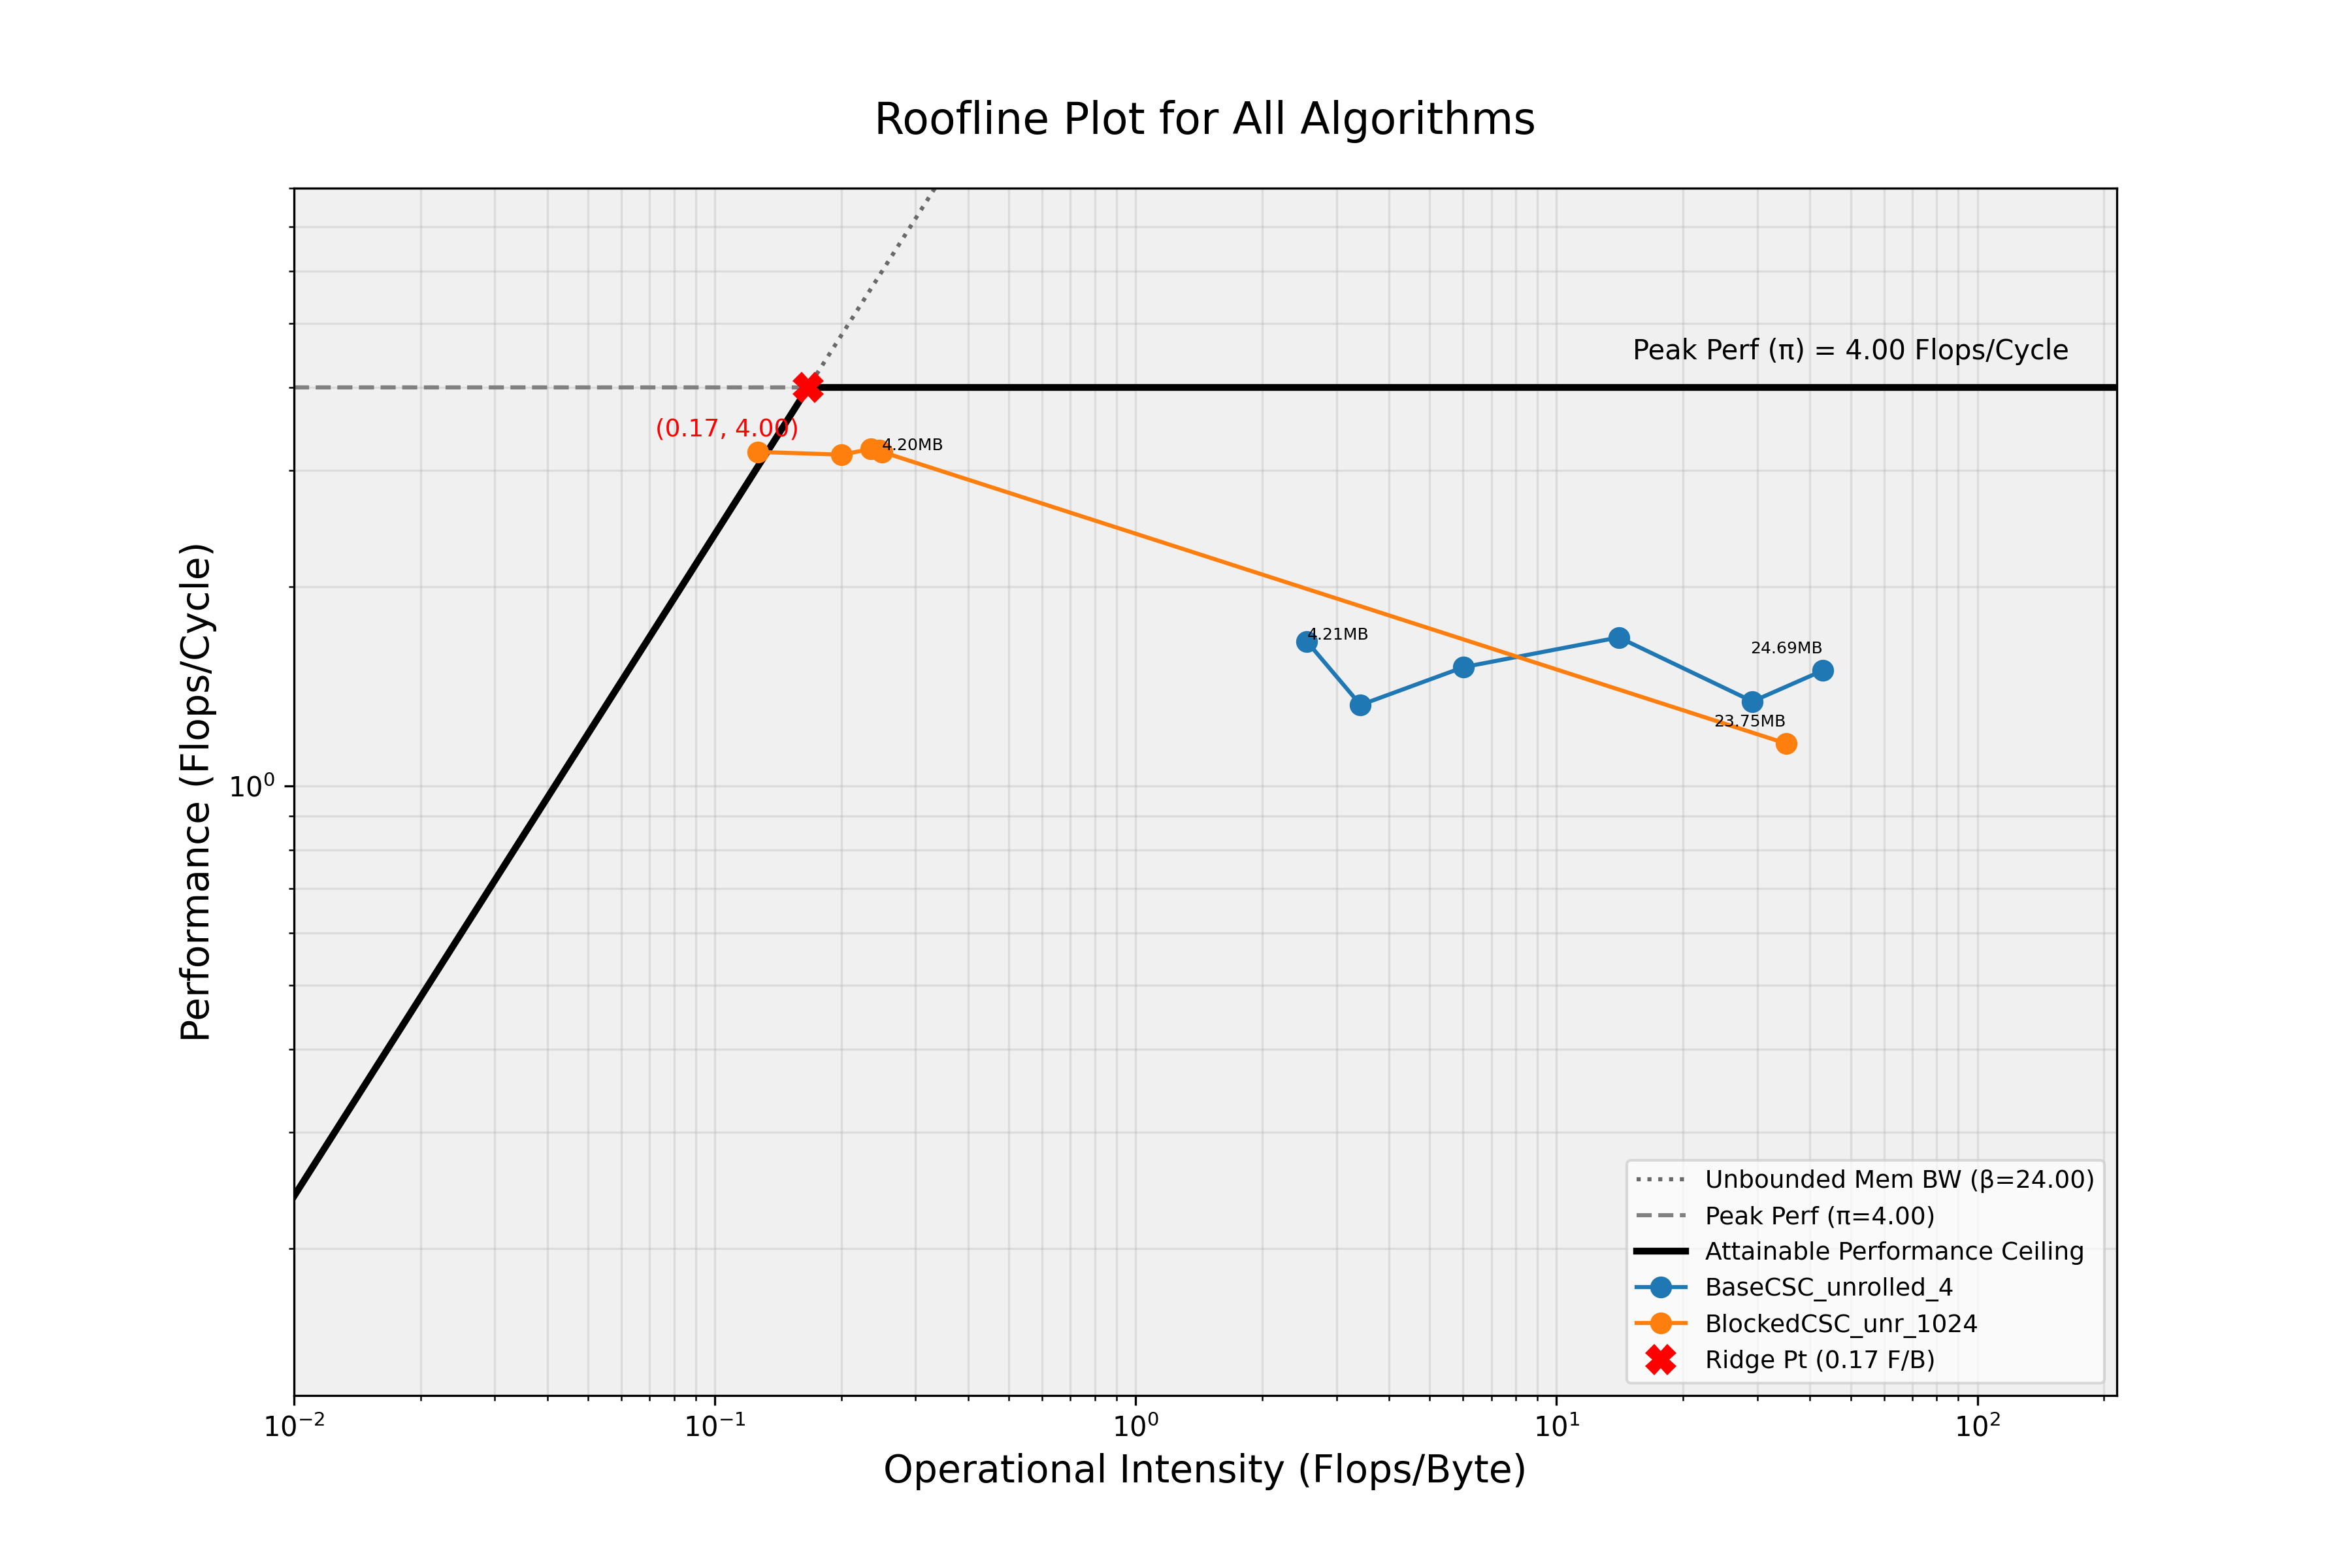 Roofline Plot for All Algorithms
Peak Perf (π) = 4.00 Flops/Cycle
(0.17, 4.00)
4.20MB
4.21MB
24.69MB
23.75MB
Performance (Flops/Cycle)
10⁰
Unbounded Mem BW (β=24.00)
Peak Perf (π=4.00)
Attainable Performance Ceiling
BaseCSC_unrolled_4
BlockedCSC_unr_1024
Ridge Pt (0.17 F/B)
10⁻² 10⁻¹ 10⁰ 10¹ 10²
Operational Intensity (Flops/Byte)